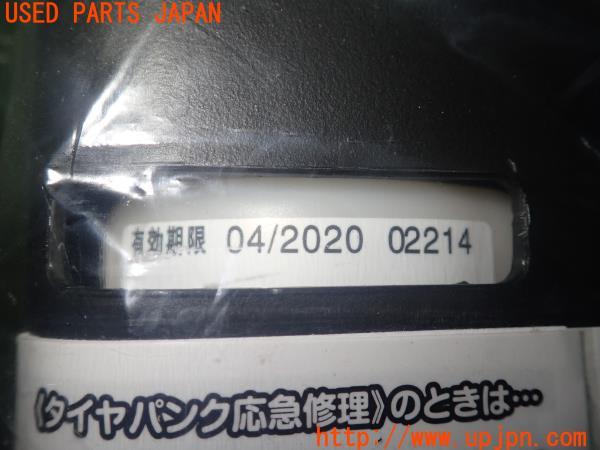 USED PARTS JAPAN
有効期限 04/2020 02214
《タイヤパンク応急修理》のときは…
http://www.upjpn.com